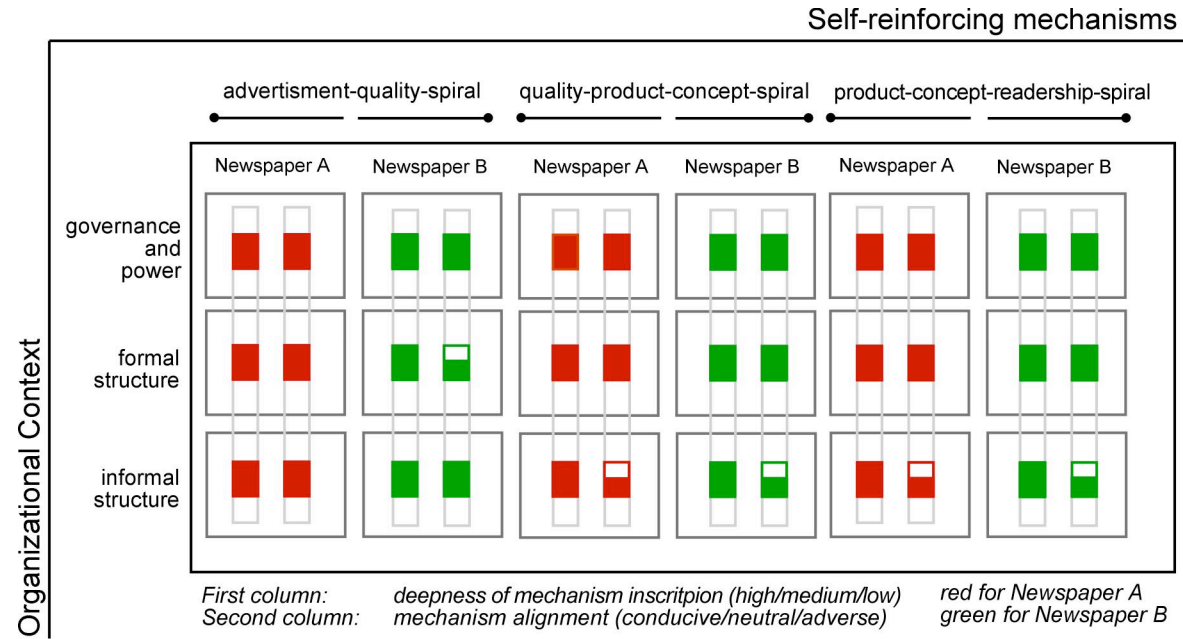 Self-reinforcing mechanisms
advertisment-quality-spiral quality-product-concept-spiral product-concept-readership-spiral
Newspaper A Newspaper B Newspaper A Newspaper B Newspaper A Newspaper B
governance
and
power
formal
structure
informal
structure
Organizational Context
First column: deepness of mechanism inscritpion (high/medium/low) red for Newspaper A
Second column: mechanism alignment (conducive/neutral/adverse) green for Newspaper B